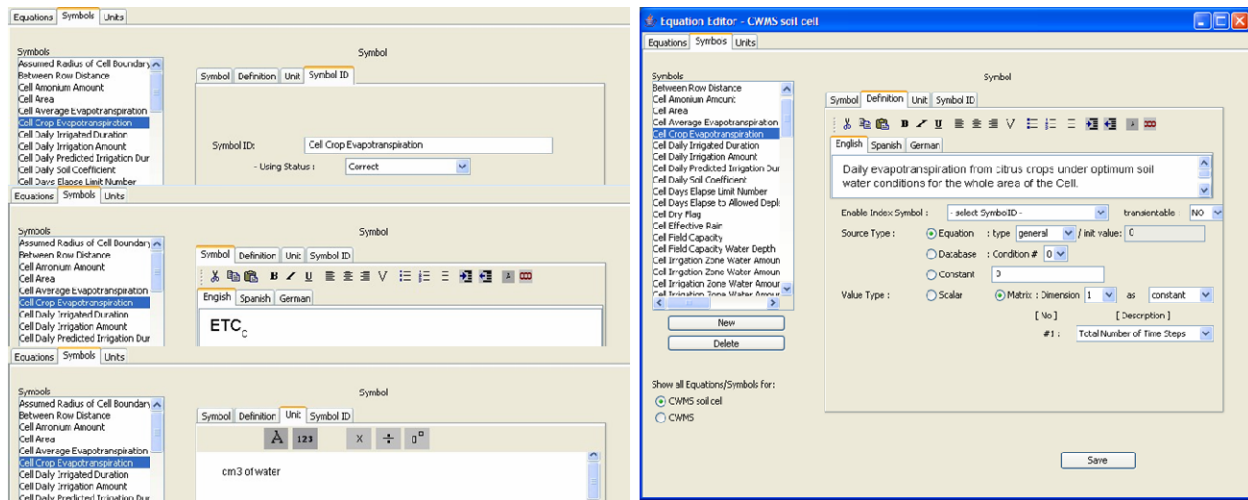 Equations Symbols Units
Symbols
Symbol
Assumed Radius of Cell Boundary
Between Row Distance
Cell Amonium Amount
Cell Area
Cell Average Evapotranspiration
Cell Crop Evapotranspiration
Cell Daily Irrigated Duration
Cell Daily Irrigation Amount
Cell Daily Predicted Irrigation Dur
Cell Daily Soil Coefficient
Cell Days Elapse Limit Number
Symbol Definition Unit Symbol ID
Symbol ID: Cell Crop Evapotranspiration
- Using Status : Correct
Equations Symbols Units
Symbols
Symbol
Assumed Radius of Cell Boundary
Between Row Distance
Cell Amonium Amount
Cell Area
Cell Average Evapotranspiration
Cell Crop Evapotranspiration
Cell Daily Irrigated Duration
Cell Daily Irrigation Amount
Cell Daily Predicted Irrigation Dur
Symbol Definition Unit Symbol ID
B I U
English Spanish German
ETC C
Equations Symbols Units
Symbols
Symbol
Assumed Radius of Cell Boundary
Between Row Distance
Cell Amonium Amount
Cell Area
Cell Average Evapotranspiration
Cell Crop Evapotranspiration
Cell Daily Irrigated Duration
Cell Daily Irrigation Amount
Cell Daily Predicted Irrigation Dur
Symbol Definition Unit Symbol ID
A 123 x ÷
cm3 of water
Equation Editor - CWMS soil cell
Equations Symbols Units
Symbols
Symbol
Between Row Distance
Cell Amonium Amount
Cell Area
Cell Average Evapotranspiration
Cell Crop Evapotranspiration
Cell Daily Irrigated Duration
Cell Daily Irrigation Amount
Cell Daily Predicted Irrigation Dur
Cell Daily Soil Coefficient
Cell Days Elapse Limit Number
Cell Days Elapse to Allowed Depl
Cell Dry Flag
Cell Effective Rain
Cell Field Capacity
Cell Field Capacity Water Depth
Cell Irrigation Zone Water Amoun
Cell Irrigation Zone Water Amoun
Cell Irrigation Zone Water Amour
Cell Irrigation Zone Water Amour
New
Delete
Show all Equations/Symbols for:
CWMS soil cell
CWMS
Symbol Definition Unit Symbol ID
B I U
English Spanish German
Daily evapotranspiration from citrus crops under optimum soil
water conditions for the whole area of the Cell.
Enable Index Symbol : - select SymbolID - transientable : NO
Source Type : Equation : type general / init value: 0
Database : Condition # 0
Constant 0
Value Type : Scalar Matrix : Dimension 1 as constant
[ No ] [ Description ]
#1 : Total Number of Time Steps
Save